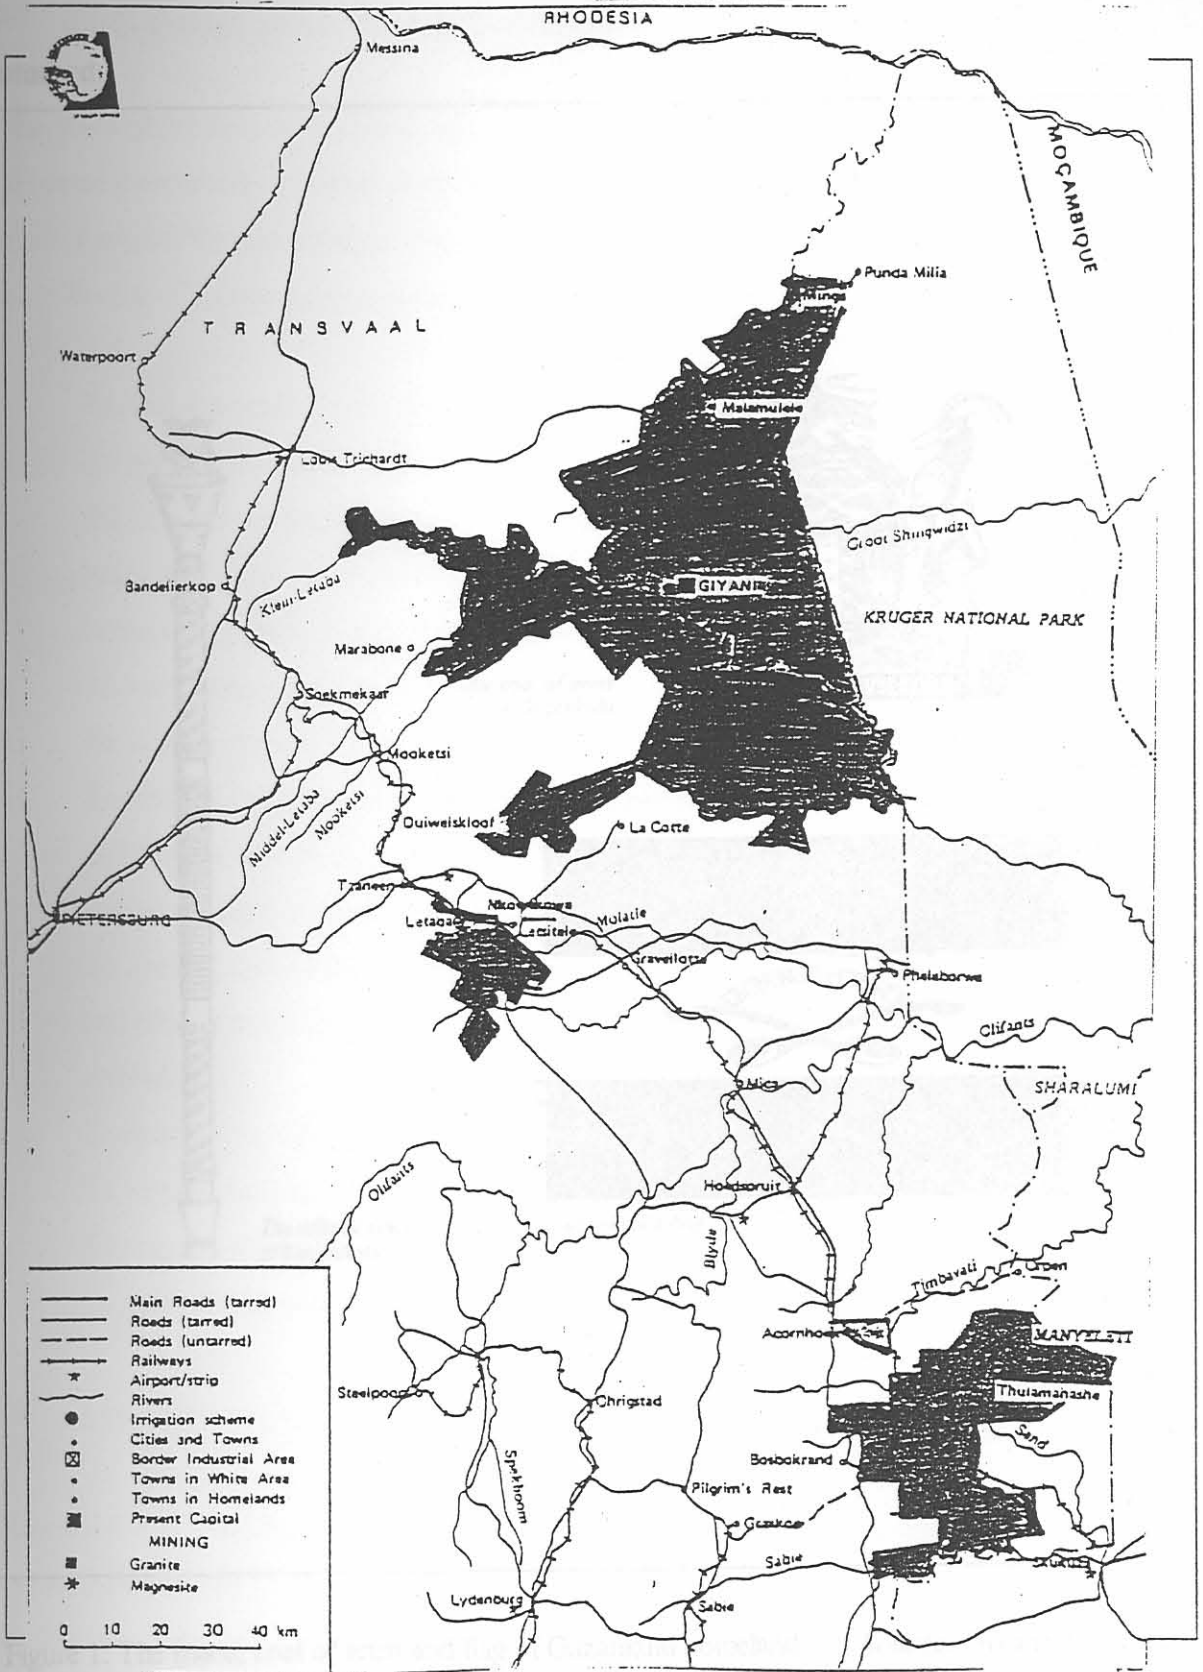 RHODESIA
Messina
MOÇAMBIQUE
Punda Milia
Minga
TRANSVAAL
Waterpoort
Malamulele
Louis Trichardt
Groot Shingwidzi
Bandelierkop
Klein-Letaba
GIYANI
KRUGER NATIONAL PARK
Marabone
Soekmekaar
Mooketsi
Middel-Letaba
Mooketsi
Duiwelskloof
La Cotte
Tzaneen
PIETERSBURG
Letaba
Letsitele
Molatie
Gravelotte
Phalaborwa
Olifants
Mica
SHARALUMI
Olifants
Hoedspruit
Blyde
Timbavati
Orpen
Acornhoek
MANYELETI
Steelpoort
Thulamahashe
Ohrigstad
Sand
Bosbokrand
Spekboom
Pilgrim's Rest
Graskop
Sabie
Skukuza
Lydenburg
Sabie
Main Roads (tarred)
Roads (tarred)
Roads (untarred)
Railways
Airport/strip
Rivers
Irrigation scheme
Cities and Towns
Border Industrial Area
Towns in White Area
Towns in Homelands
Present Capital
MINING
Granite
Magnesite
0 10 20 30 40 km